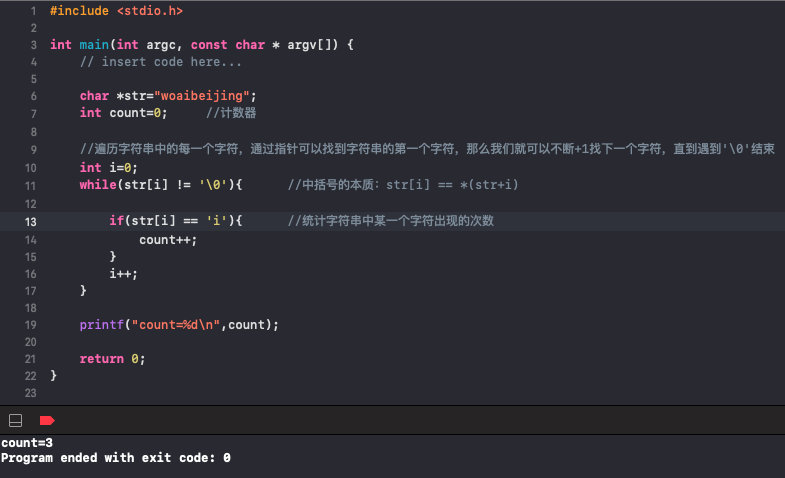 1 #include <stdio.h>
2
3 int main(int argc, const char * argv[]) {
4 // insert code here...
5
6 char *str="woaibeijing";
7 int count=0; //计数器
8
9 //遍历字符串中的每一个字符，通过指针可以找到字符串的第一个字符，那么我们就可以不断+1找下一个字符，直到遇到'\0'结束
10 int i=0;
11 while(str[i] != '\0'){ //中括号的本质：str[i] == *(str+i)
12
13 if(str[i] == 'i'){ //统计字符串中某一个字符出现的次数
14 count++;
15 }
16 i++;
17 }
18
19 printf("count=%d\n",count);
20
21 return 0;
22 }
23
count=3
Program ended with exit code: 0